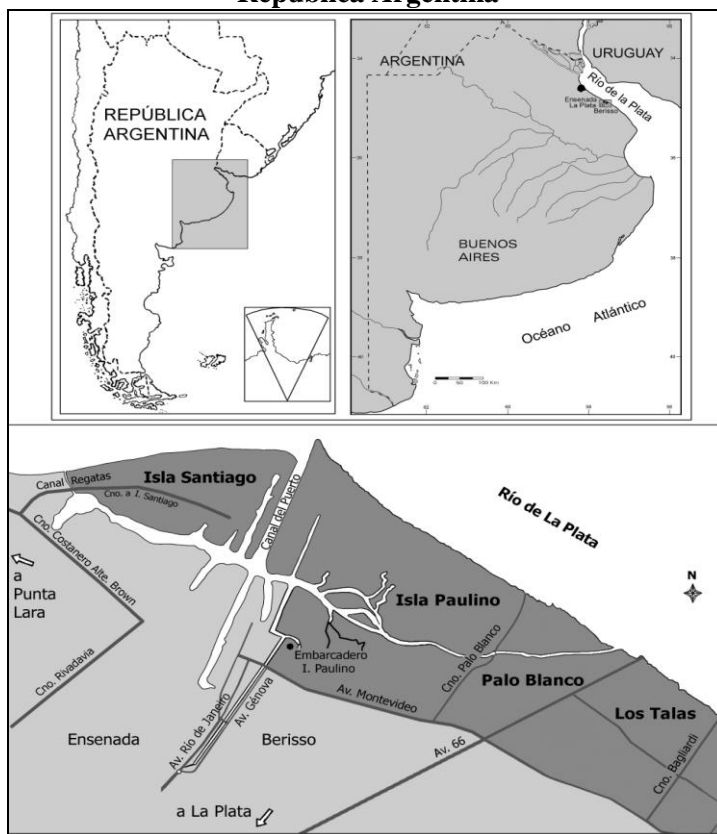 República Argentina
REPÚBLICA
ARGENTINA
ARGENTINA
URUGUAY
Río de la Plata
Ensenada
La Plata
Berisso
BUENOS
AIRES
Océano Atlántico
0 50 100 Km
Canal Regatas
Isla Santiago
Cno. a I. Santiago
Canal del Puerto
Río de La Plata
Cno. Costanero Alte. Brown
a
Punta
Lara
N
Isla Paulino
Embarcadero
I. Paulino
Cno. Palo Blanco
Palo Blanco
Cno. Rivadavia
Av. Montevideo
Los Talas
Av. Río de Janeiro
Av. Génova
Ensenada
Berisso
Av. 66
Cno. Bagliardi
a La Plata